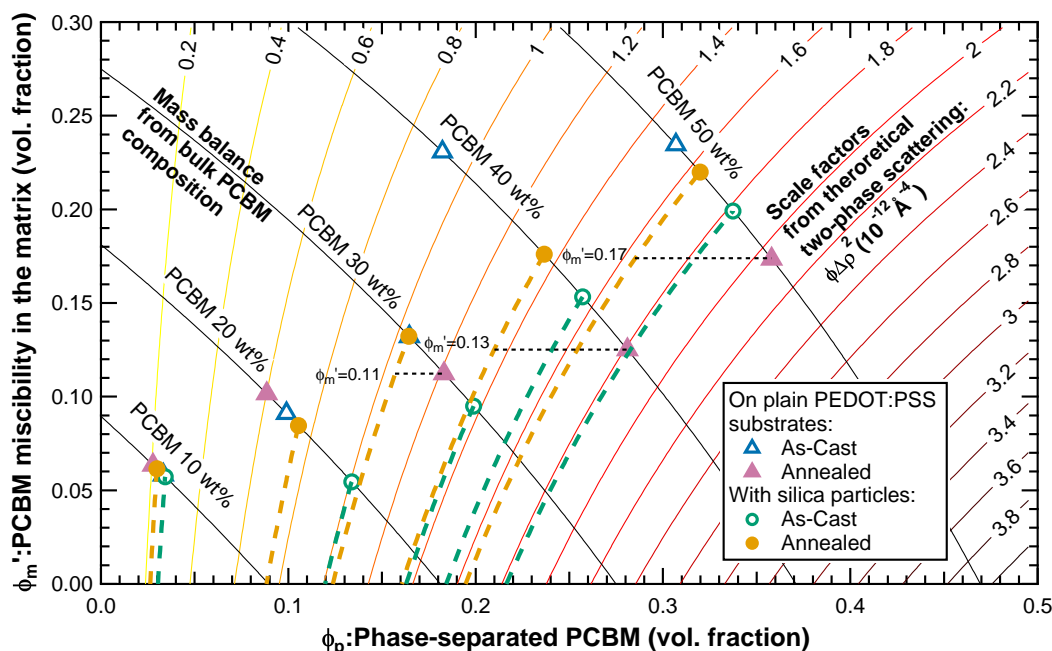 0.30
0.25
0.20
0.15
0.10
0.05
0.00
ϕm':PCBM miscibility in the matrix (vol. fraction)
0.2
0.4
0.6
0.8
1
1.2
1.4
1.6
1.8
2
2.2
2.4
2.6
2.8
3
3.2
3.4
3.6
3.8
Mass balance
from bulk PCBM
composition
PCBM 50 wt%
PCBM 40 wt%
PCBM 30 wt%
PCBM 20 wt%
PCBM 10 wt%
Scale factors
from theroretical
two-phase scattering:
ϕΔρ² (10⁻¹²Å⁻⁴)
ϕm'=0.17
ϕm'=0.13
ϕm'=0.11
On plain PEDOT:PSS
substrates:
As-Cast
Annealed
With silica particles:
As-Cast
Annealed
0.0
0.1
0.2
0.3
0.4
0.5
ϕp:Phase-separated PCBM (vol. fraction)